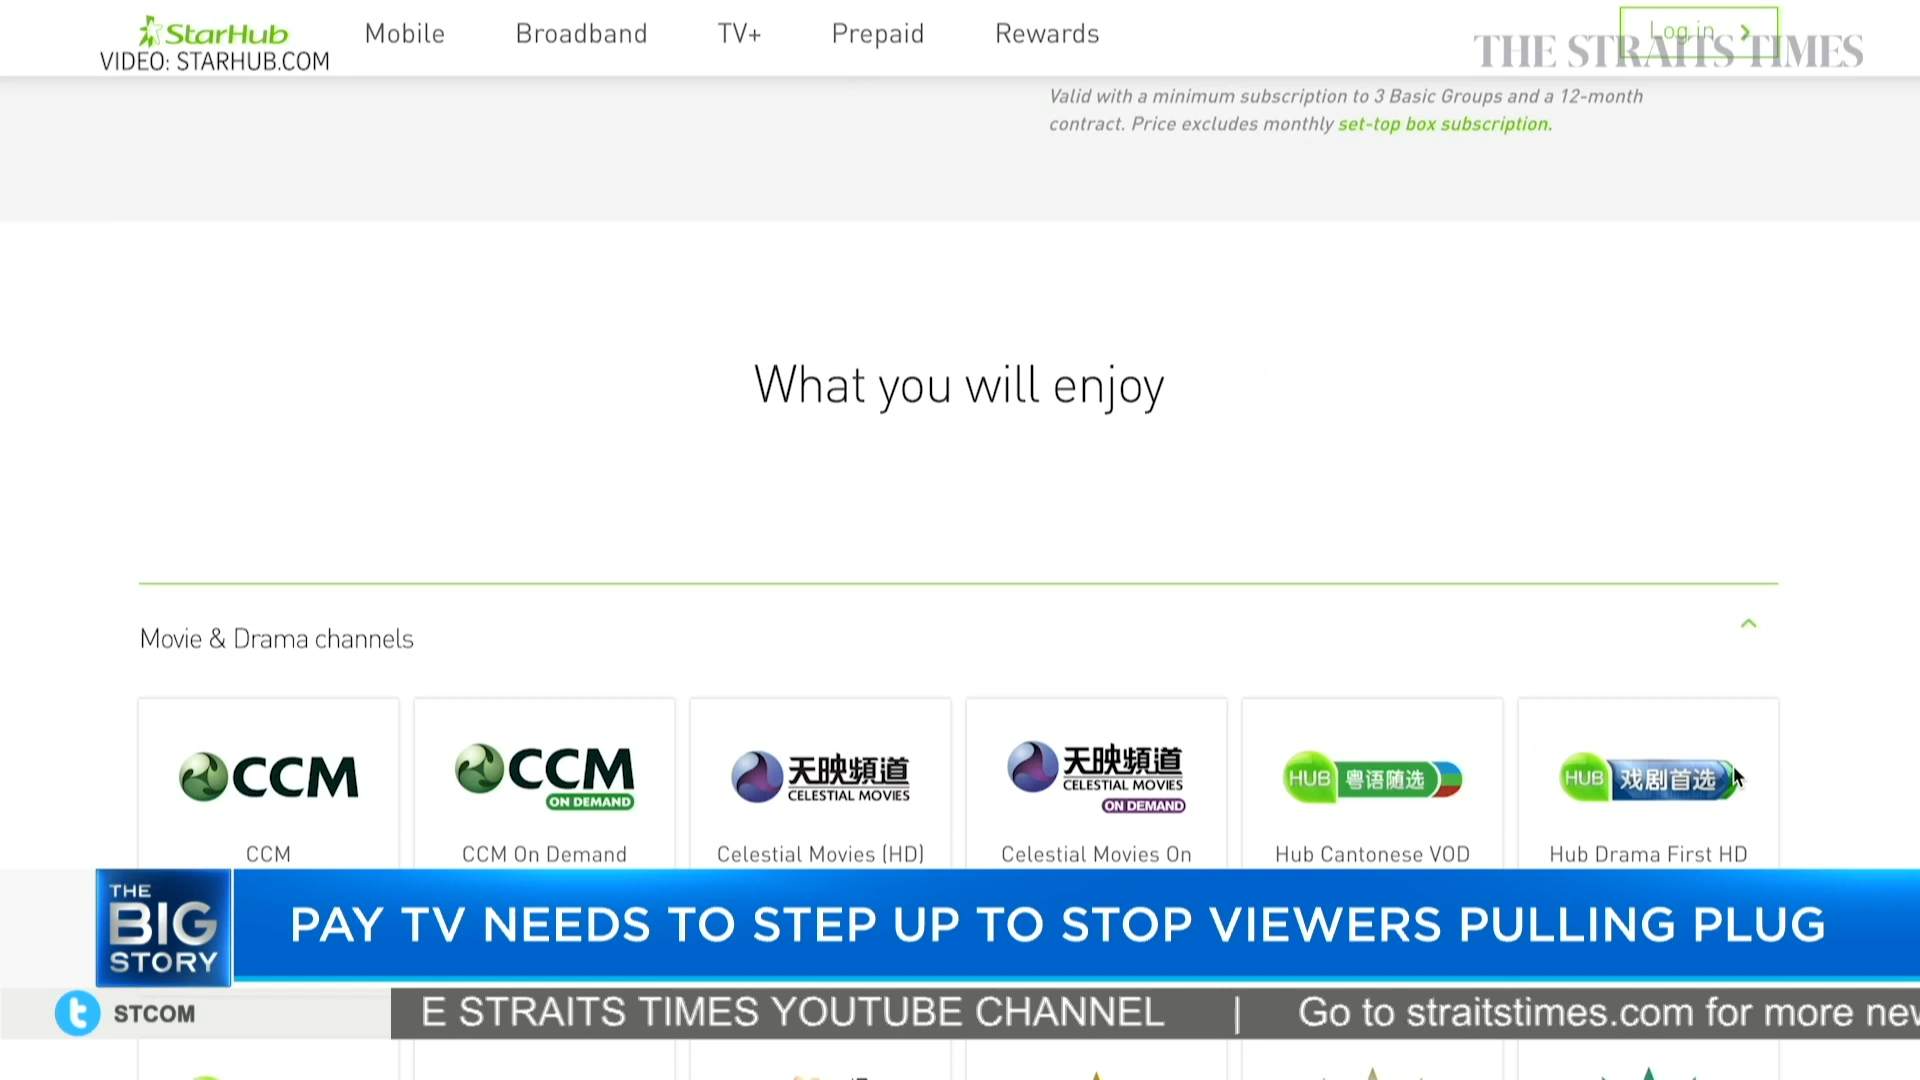 StarHub
Mobile
Broadband
TV+
Prepaid
Rewards
Log in
VIDEO: STARHUB.COM
THE STRAITS TIMES
Valid with a minimum subscription to 3 Basic Groups and a 12-month
contract. Price excludes monthly set-top box subscription.
What you will enjoy
Movie & Drama channels
CCM
CCM
ON DEMAND
天映頻道
CELESTIAL MOVIES
天映頻道
CELESTIAL MOVIES
ON DEMAND
HUB 粤语随选
HUB 戏剧首选
CCM
CCM On Demand
Celestial Movies (HD)
Celestial Movies On
Hub Cantonese VOD
Hub Drama First HD
THE
BIG
STORY
PAY TV NEEDS TO STEP UP TO STOP VIEWERS PULLING PLUG
STCOM
E STRAITS TIMES YOUTUBE CHANNEL | Go to straitstimes.com for more nev